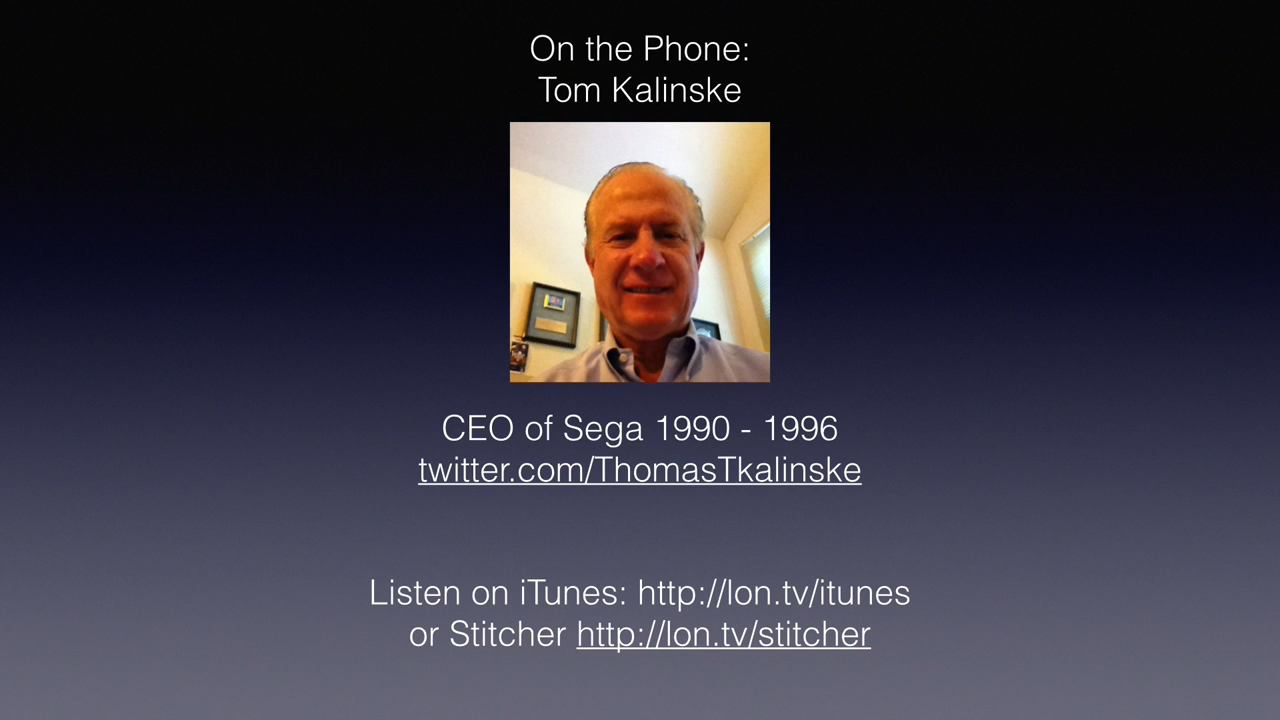 On the Phone:
Tom Kalinske
CEO of Sega 1990 - 1996
twitter.com/ThomasTkalinske
Listen on iTunes: http://lon.tv/itunes
or Stitcher http://lon.tv/stitcher